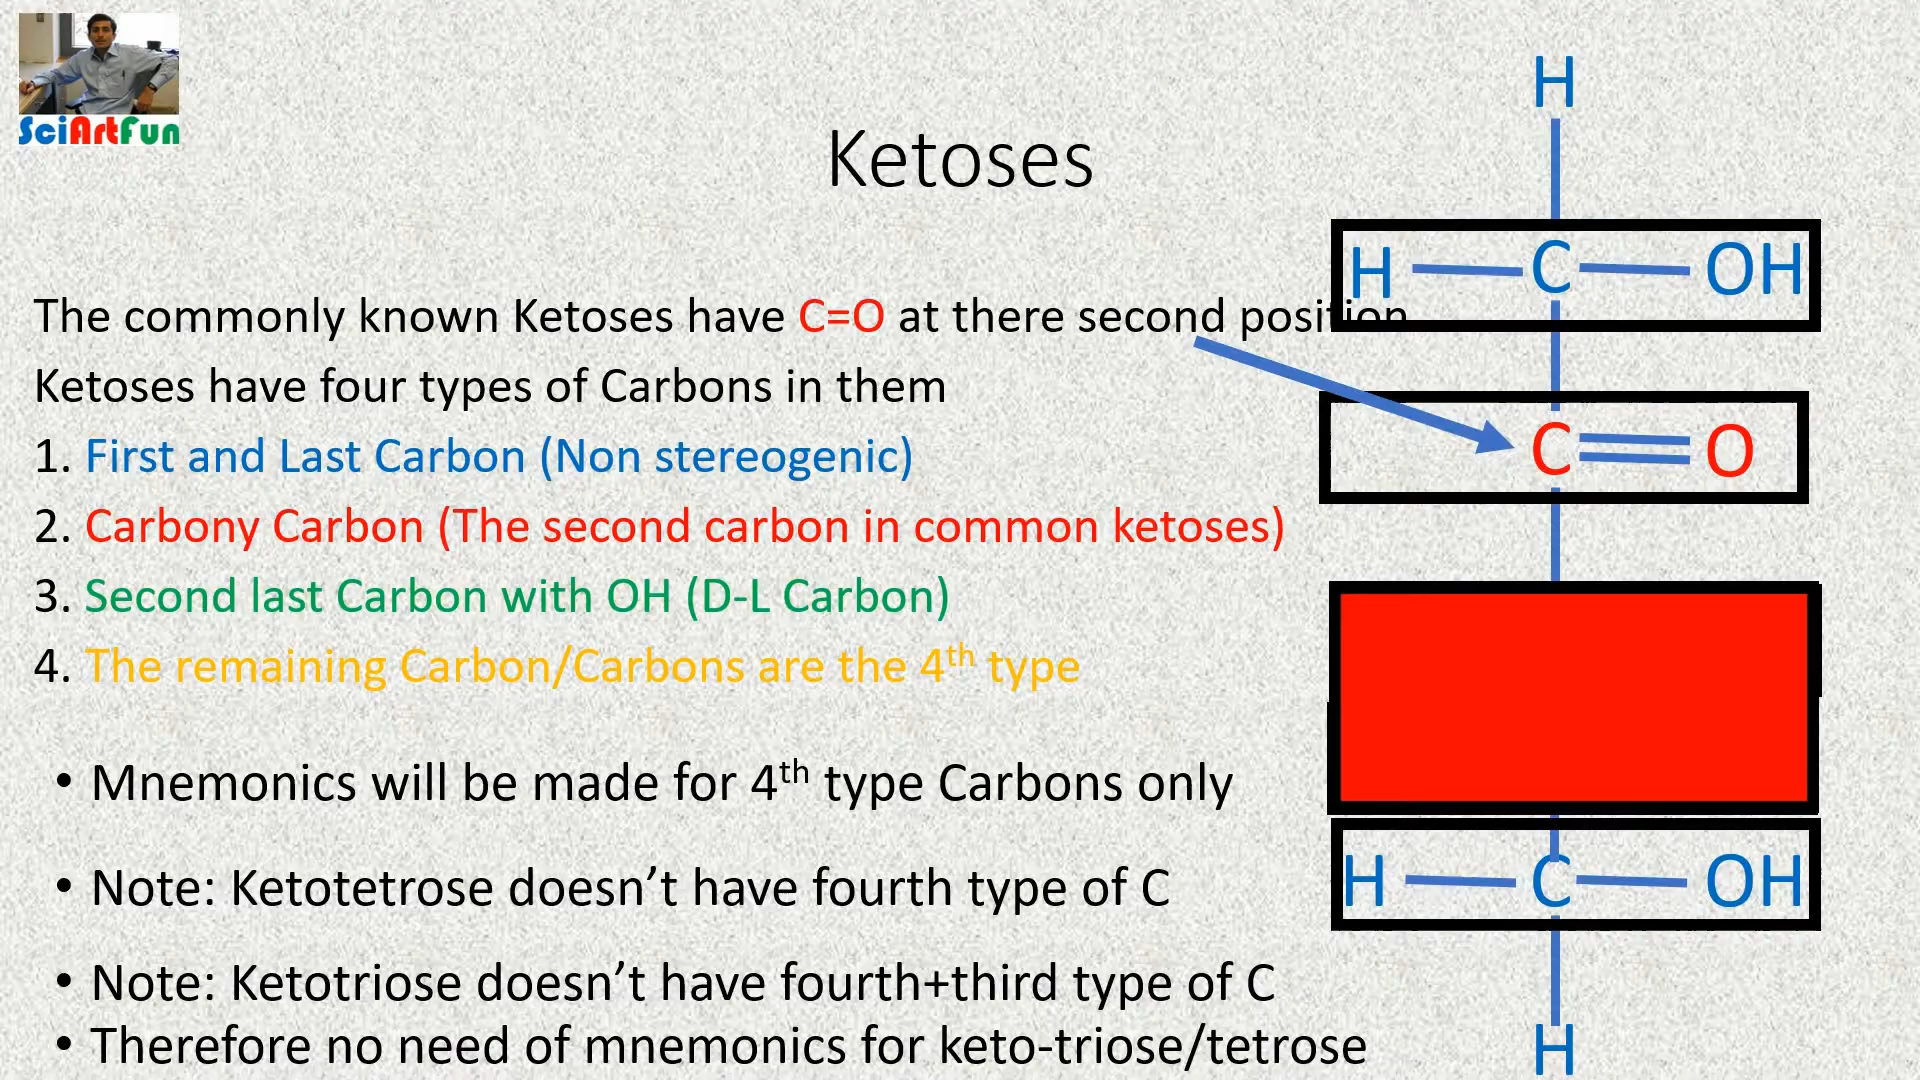 SciArtFun
Ketoses
The commonly known Ketoses have C=O at there second position
Ketoses have four types of Carbons in them
1. First and Last Carbon (Non stereogenic)
2. Carbony Carbon (The second carbon in common ketoses)
3. Second last Carbon with OH (D-L Carbon)
4. The remaining Carbon/Carbons are the 4th type
• Mnemonics will be made for 4th type Carbons only
• Note: Ketotetrose doesn’t have fourth type of C
• Note: Ketotriose doesn’t have fourth+third type of C
• Therefore no need of mnemonics for keto-triose/tetrose
H
H C OH
C O
H C OH
H